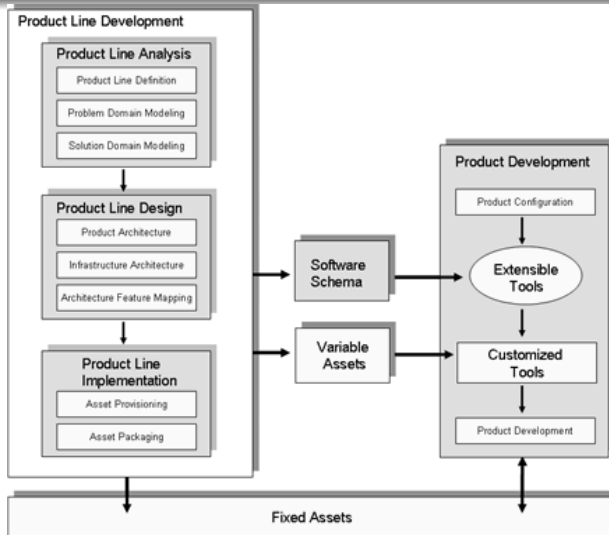 Product Line Development
Product Line Analysis
Product Line Definition
Problem Domain Modeling
Solution Domain Modeling
Product Line Design
Product Architecture
Infrastructure Architecture
Architecture Feature Mapping
Product Line
Implementation
Asset Provisioning
Asset Packaging
Software
Schema
Variable
Assets
Product Development
Product Configuration
Extensible
Tools
Customized
Tools
Product Development
Fixed Assets